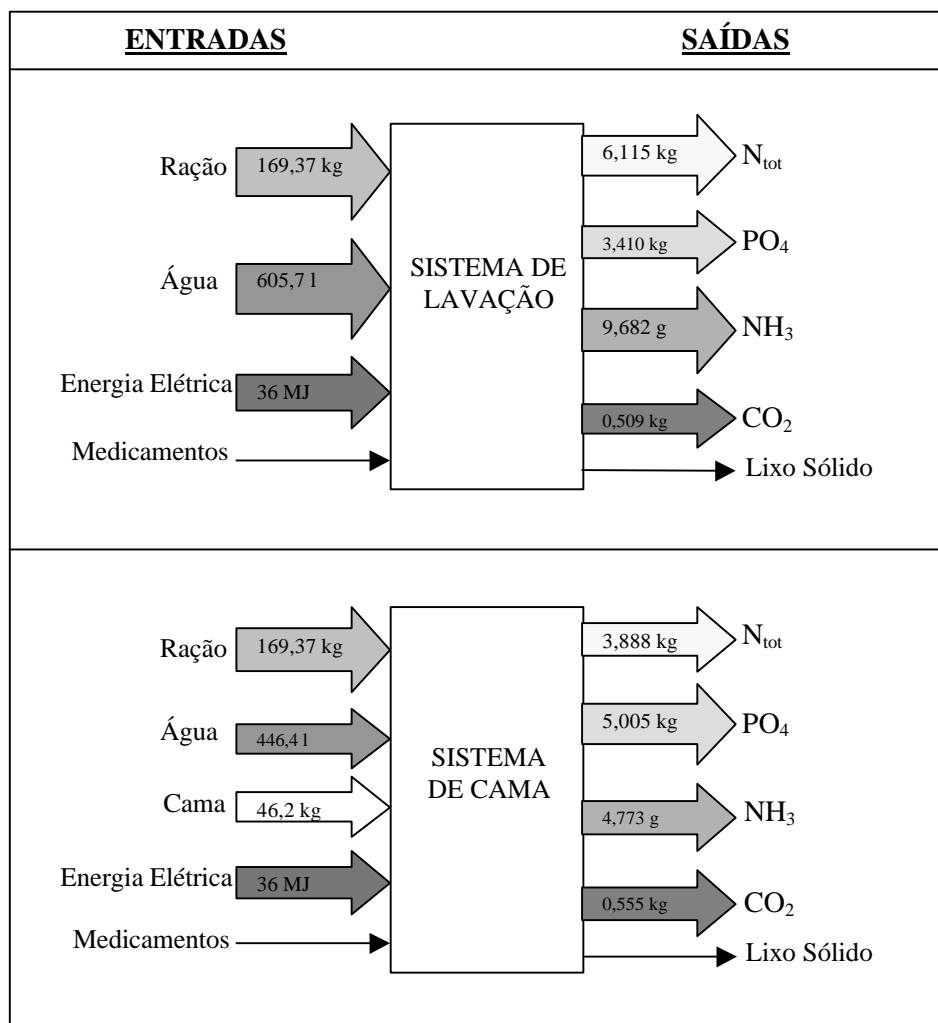 ENTRADAS SAÍDAS
Ração 169,37 kg 6,115 kg N_tot
3,410 kg PO₄
Água 605,7 l SISTEMA DE
LAVAÇÃO
9,682 g NH₃
Energia Elétrica 36 MJ
0,509 kg CO₂
Medicamentos
Lixo Sólido
Ração 169,37 kg 3,888 kg N_tot
Água 446,4 l 5,005 kg PO₄
SISTEMA
DE CAMA
Cama 46,2 kg 4,773 g NH₃
Energia Elétrica 36 MJ
0,555 kg CO₂
Medicamentos
Lixo Sólido